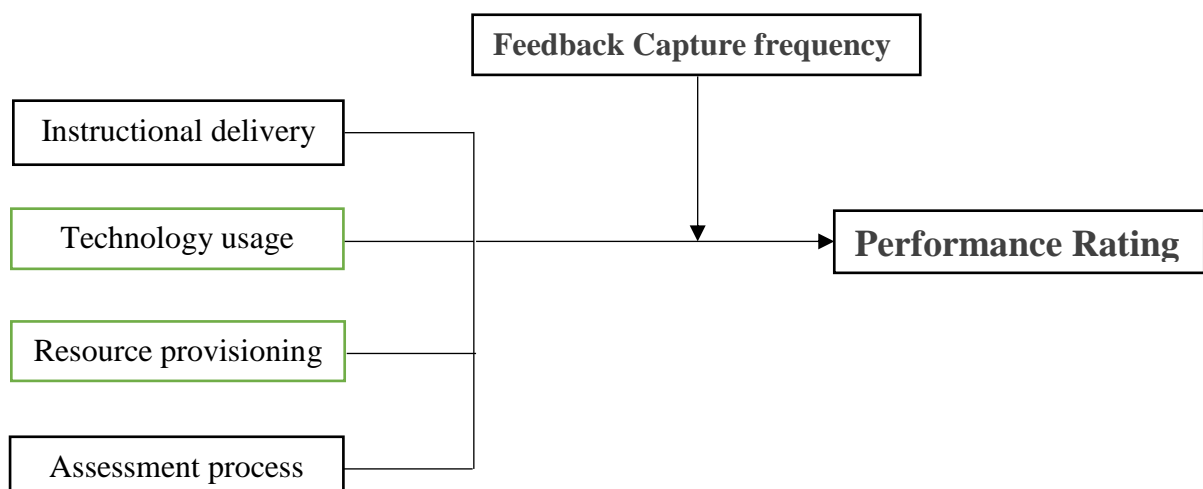 Feedback Capture frequency
Instructional delivery
Technology usage
Performance Rating
Resource provisioning
Assessment process